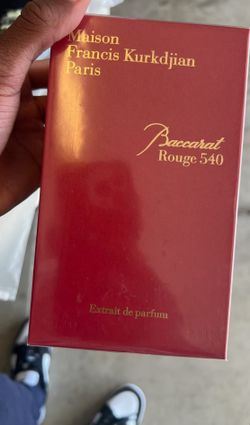 Maison
Francis Kurkdjian
Paris
Baccarat
Rouge 540
Extrait de parfum